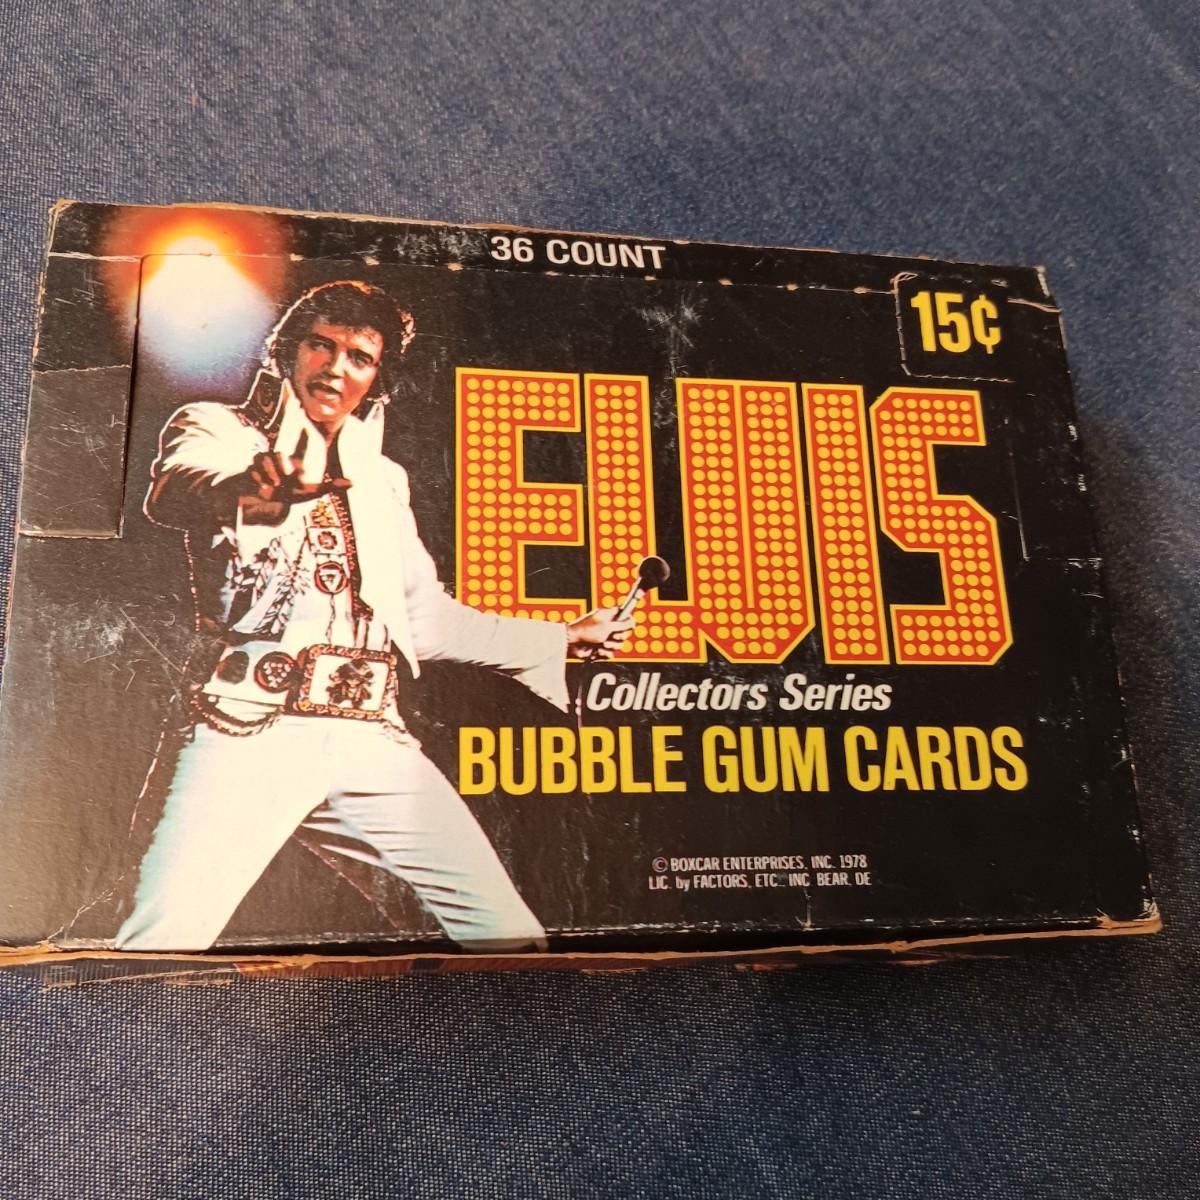 36 COUNT
15¢
ELVIS
Collectors Series
BUBBLE GUM CARDS
© BOXCAR ENTERPRISES, INC. 1978
LIC. by FACTORS, ETC., INC. BEAR, DE